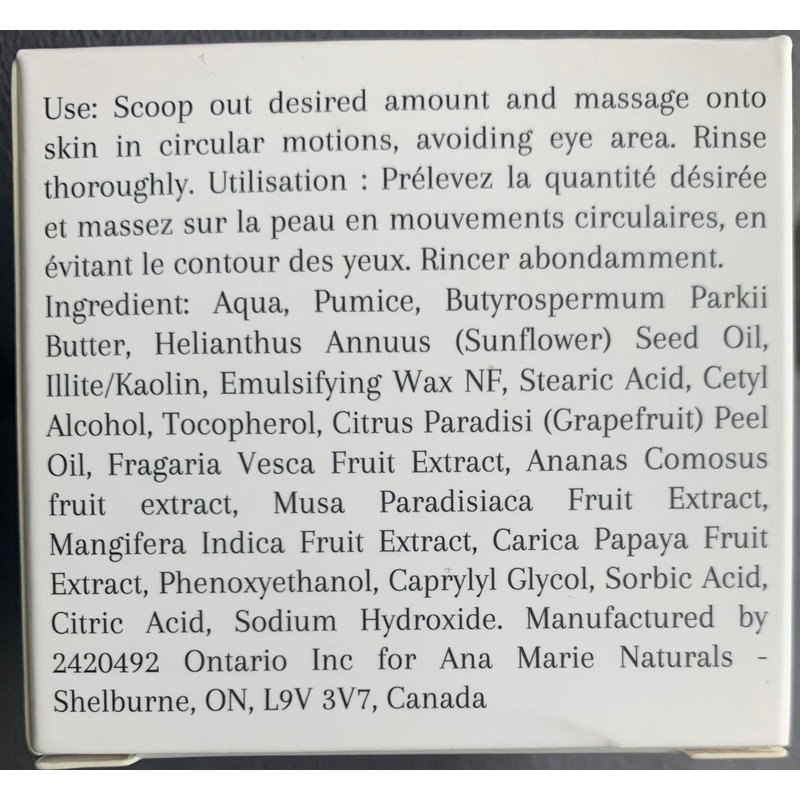 Use: Scoop out desired amount and massage onto
skin in circular motions, avoiding eye area. Rinse
thoroughly. Utilisation : Prélevez la quantité désirée
et massez sur la peau en mouvements circulaires, en
évitant le contour des yeux. Rincer abondamment.
Ingredient: Aqua, Pumice, Butyrospermum Parkii
Butter, Helianthus Annuus (Sunflower) Seed Oil,
Illite/Kaolin, Emulsifying Wax NF, Stearic Acid, Cetyl
Alcohol, Tocopherol, Citrus Paradisi (Grapefruit) Peel
Oil, Fragaria Vesca Fruit Extract, Ananas Comosus
fruit extract, Musa Paradisiaca Fruit Extract,
Mangifera Indica Fruit Extract, Carica Papaya Fruit
Extract, Phenoxyethanol, Caprylyl Glycol, Sorbic Acid,
Citric Acid, Sodium Hydroxide. Manufactured by
2420492 Ontario Inc for Ana Marie Naturals -
Shelburne, ON, L9V 3V7, Canada